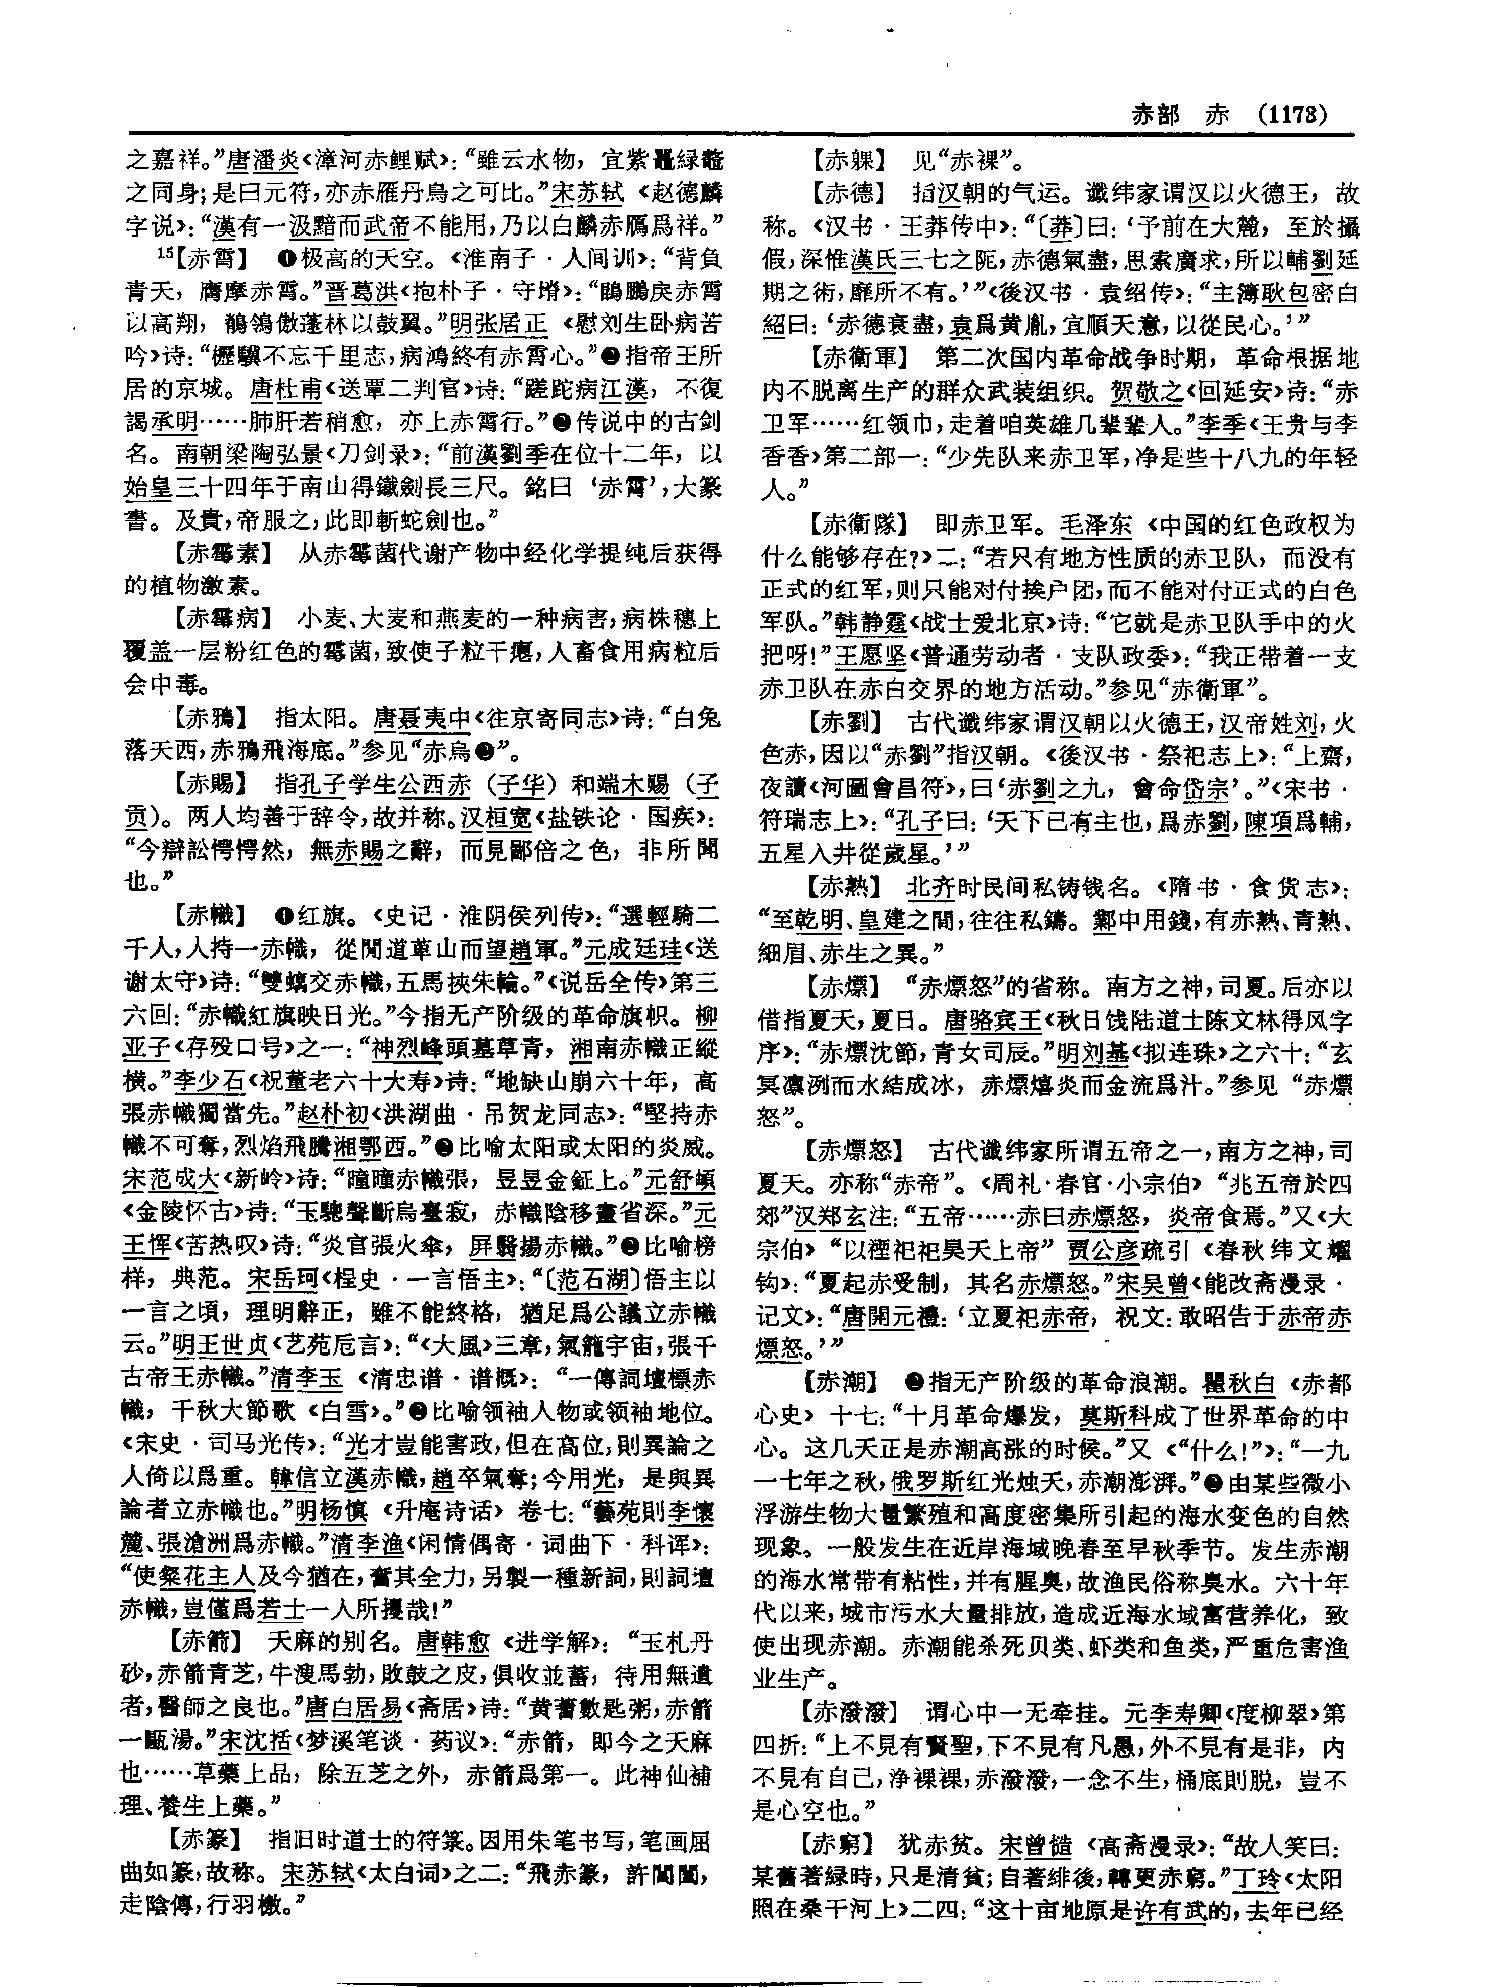 赤部　赤　(1173)
之嘉祥。”唐潘炎《漳河赤鲤赋》：“雖云水物，宜紫鼊緑
之同身；是曰元符，亦赤雁丹鳥之可比。”宋苏轼《赵德麟
字说》：“漢有一汲黯而武帝不能用，乃以白麟赤鴈爲祥。”
15【赤霄】　❶极高的天空。《淮南子·人间训》：“背負
青天，膺摩赤霄。”晋葛洪《抱朴子·守塉》：“鵾鵬戾赤霄
以高翔，鶺鴒傲蓬林以鼓翼。”明张居正《慰刘生卧病苦
吟》诗：“櫪驥不忘千里志，病鴻終有赤霄心。”❷指帝王所
居的京城。唐杜甫《送覃二判官》诗：“蹉跎病江漢，不復
謁承明……肺肝若稍愈，亦上赤霄行。”❸传说中的古剑
名。南朝梁陶弘景《刀剑录》：“前漢劉季在位十二年，以
始皇三十四年于南山得鐵劍長三尺。銘曰‘赤霄’，大篆
書。及貴，帝服之，此即斬蛇劍也。”
【赤霉素】　从赤霉菌代谢产物中经化学提纯后获得
的植物激素。
【赤霉病】　小麦、大麦和燕麦的一种病害，病株穗上
覆盖一层粉红色的霉菌，致使子粒干瘪，人畜食用病粒后
会中毒。
【赤鴉】　指太阳。唐聂夷中《往京寄同志》诗：“白兔
落天西，赤鴉飛海底。”参见“赤烏❷”。
【赤賜】　指孔子学生公西赤（子华）和端木赐（子
贡）。两人均善于辞令，故并称。汉桓宽《盐铁论·国疾》：
“今辯訟愕愕然，無赤賜之辭，而見鄙倍之色，非所聞
也。”
【赤幟】　❶红旗。《史记·淮阴侯列传》：“選輕騎二
千人，人持一赤幟，從閒道萆山而望趙軍。”元成廷珪《送
谢太守》诗：“雙螭交赤幟，五馬挾朱輪。”《说岳全传》第三
六回：“赤幟紅旗映日光。”今指无产阶级的革命旗帜。柳
亚子《存殁口号》之一：“神烈峰頭墓草青，湘南赤幟正縱
横。”李少石《祝董老六十大寿》诗：“地缺山崩六十年，高
張赤幟獨當先。”赵朴初《洪湖曲·吊贺龙同志》：“堅持赤
幟不可奪，烈焰飛騰湘鄂西。”❷比喻太阳或太阳的炎威。
宋范成大《新岭》诗：“曈曈赤幟張，昱昱金鉦上。”元舒頔
《金陵怀古》诗：“玉驄聲斷烏臺寂，赤幟陰移畫省深。”元
王恽《苦热叹》诗：“炎官張火傘，屏翳揚赤幟。”❸比喻榜
样，典范。宋岳珂《桯史·一言悟主》：“〔范石湖〕悟主以
一言之頃，理明辭正，雖不能終格，猶足爲公議立赤幟
云。”明王世贞《艺苑卮言》：“《大風》三章，氣籠宇宙，張千
古帝王赤幟。”清李玉《清忠谱·谱概》：“一傳詞壇標赤
幟，千秋大節歌《白雪》。”❹比喻领袖人物或领袖地位。
《宋史·司马光传》：“光才豈能害政，但在高位，則異論之
人倚以爲重。韓信立漢赤幟，趙卒氣奪；今用光，是與異
論者立赤幟也。”明杨慎《升庵诗话》卷七：“藝苑則李懷
麓、張滄洲爲赤幟。”清李渔《闲情偶寄·词曲下·科诨》：
“使粲花主人及今猶在，奮其全力，另製一種新詞，則詞壇
赤幟，豈僅爲若士一人所攫哉！”
【赤箭】　天麻的别名。唐韩愈《进学解》：“玉札丹
砂，赤箭青芝，牛溲馬勃，敗鼓之皮，俱收並蓄，待用無遺
者，醫師之良也。”唐白居易《斋居》诗：“黄蓍數匙粥，赤箭
一甌湯。”宋沈括《梦溪笔谈·药议》：“赤箭，即今之天麻
也……草藥上品，除五芝之外，赤箭爲第一。此神仙補
理、養生上藥。”
【赤篆】　指旧时道士的符箓。因用朱笔书写，笔画屈
曲如篆，故称。宋苏轼《太白词》之二：“飛赤篆，訴閶闔，
走陰傳，行羽檄。”
【赤躶】　见“赤裸”。
【赤德】　指汉朝的气运。谶纬家谓汉以火德王，故
称。《汉书·王莽传中》：“〔莽〕曰：‘予前在大麓，至於攝
假，深惟漢氏三七之阨，赤德氣盡，思索廣求，所以輔劉延
期之術，靡所不有。’”《後汉书·袁绍传》：“主簿耿包密白
紹曰：‘赤德衰盡，袁爲黄胤，宜順天意，以從民心。’”
【赤衛軍】　第二次国内革命战争时期，革命根据地
内不脱离生产的群众武装组织。贺敬之《回延安》诗：“赤
卫军……红领巾，走着咱英雄几辈辈人。”李季《王贵与李
香香》第二部一：“少先队来赤卫军，净是些十八九的年轻
人。”
【赤衛隊】　即赤卫军。毛泽东《中国的红色政权为
什么能够存在？》二：“若只有地方性质的赤卫队，而没有
正式的红军，则只能对付挨户团，而不能对付正式的白色
军队。”韩静霆《战士爱北京》诗：“它就是赤卫队手中的火
把呀！”王愿坚《普通劳动者·支队政委》：“我正带着一支
赤卫队在赤白交界的地方活动。”参见“赤衛軍”。
【赤劉】　古代谶纬家谓汉朝以火德王，汉帝姓刘，火
色赤，因以“赤劉”指汉朝。《後汉书·祭祀志上》：“上齋，
夜讀《河圖會昌符》，曰‘赤劉之九，會命岱宗’。”《宋书·
符瑞志上》：“孔子曰：‘天下已有主也，爲赤劉，陳項爲輔，
五星入井從歲星。’”
【赤熟】　北齐时民间私铸钱名。《隋书·食货志》：
“至乾明、皇建之間，往往私鑄。鄴中用錢，有赤熟、青熟、
細眉、赤生之異。”
【赤熛】　“赤熛怒”的省称。南方之神，司夏。后亦以
借指夏天，夏日。唐骆宾王《秋日饯陆道士陈文林得风字
序》：“赤熛沈節，青女司辰。”明刘基《拟连珠》之六十：“玄
冥凛冽而水結成冰，赤熛熺炎而金流爲汁。”参见“赤熛
怒”。
【赤熛怒】　古代谶纬家所谓五帝之一，南方之神，司
夏天。亦称“赤帝”。《周礼·春官·小宗伯》“兆五帝於四
郊”汉郑玄注：“五帝……赤曰赤熛怒，炎帝食焉。”又《大
宗伯》“以禋祀祀昊天上帝”贾公彦疏引《春秋纬文耀
钩》：“夏起赤受制，其名赤熛怒。”宋吴曾《能改斋漫录·
记文》：“唐開元禮：‘立夏祀赤帝，祝文：敢昭告于赤帝赤
熛怒。’”
【赤潮】　❶指无产阶级的革命浪潮。瞿秋白《赤都
心史》十七：“十月革命爆发，莫斯科成了世界革命的中
心。这几天正是赤潮高涨的时候。”又《“什么！”》：“一九
一七年之秋，俄罗斯红光烛天，赤潮澎湃。”❷由某些微小
浮游生物大量繁殖和高度密集所引起的海水变色的自然
现象。一般发生在近岸海域晚春至早秋季节。发生赤潮
的海水常带有粘性，并有腥臭，故渔民俗称臭水。六十年
代以来，城市污水大量排放，造成近海水域富营养化，致
使出现赤潮。赤潮能杀死贝类、虾类和鱼类，严重危害渔
业生产。
【赤潑潑】　谓心中一无牵挂。元李寿卿《度柳翠》第
四折：“上不見有賢聖，下不見有凡愚，外不見有是非，内
不見有自己，净裸裸，赤潑潑，一念不生，桶底則脱，豈不
是心空也。”
【赤窮】　犹赤贫。宋曾慥《高斋漫录》：“故人笑曰：
某舊著緑時，只是清貧；自著緋後，轉更赤窮。”丁玲《太阳
照在桑干河上》二四：“这十亩地原是许有武的，去年已经